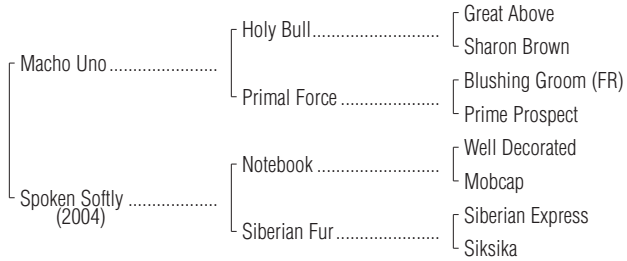 Great Above
Holy Bull
Sharon Brown
Macho Uno
Blushing Groom (FR)
Primal Force
Prime Prospect
Well Decorated
Notebook
Mobcap
Spoken Softly
(2004)
Siberian Express
Siberian Fur
Siksika